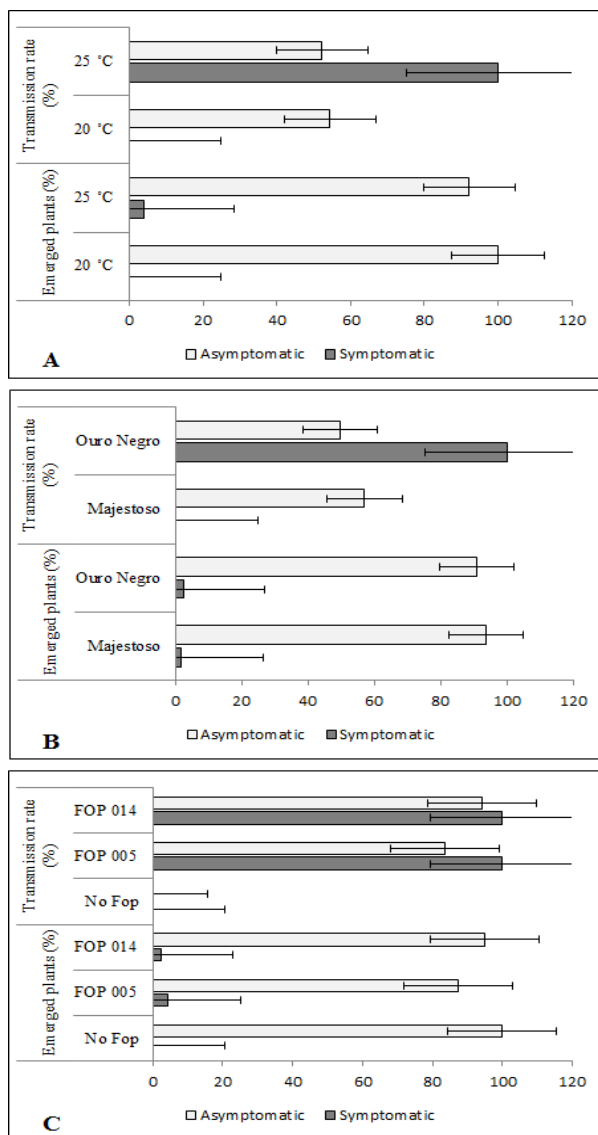 Transmission rate
(%)
25 °C
20 °C
Emerged plants (%)
25 °C
20 °C
0 20 40 60 80 100 120
Asymptomatic Symptomatic
A
Transmission rate
(%)
Ouro Negro
Majestoso
Emerged plants (%)
Ouro Negro
Majestoso
0 20 40 60 80 100 120
Asymptomatic Symptomatic
B
Transmission rate
(%)
FOP 014
FOP 005
No Fop
Emerged plants (%)
FOP 014
FOP 005
No Fop
0 20 40 60 80 100 120
Asymptomatic Symptomatic
C